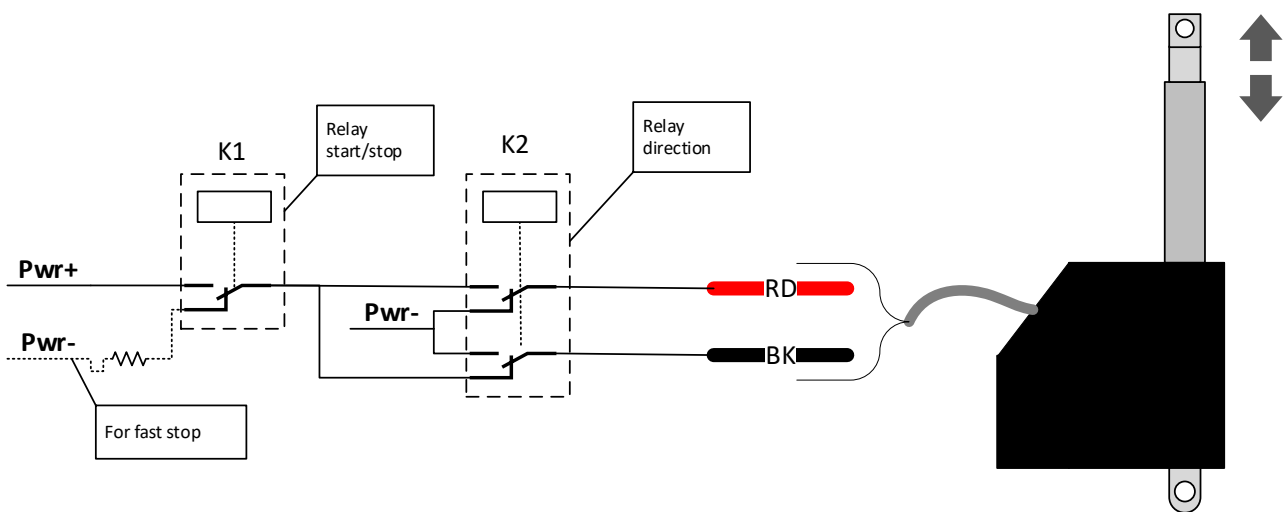 K1
Relay
start/stop
K2
Relay
direction
Pwr+
Pwr-
Pwr-
RD
BK
For fast stop